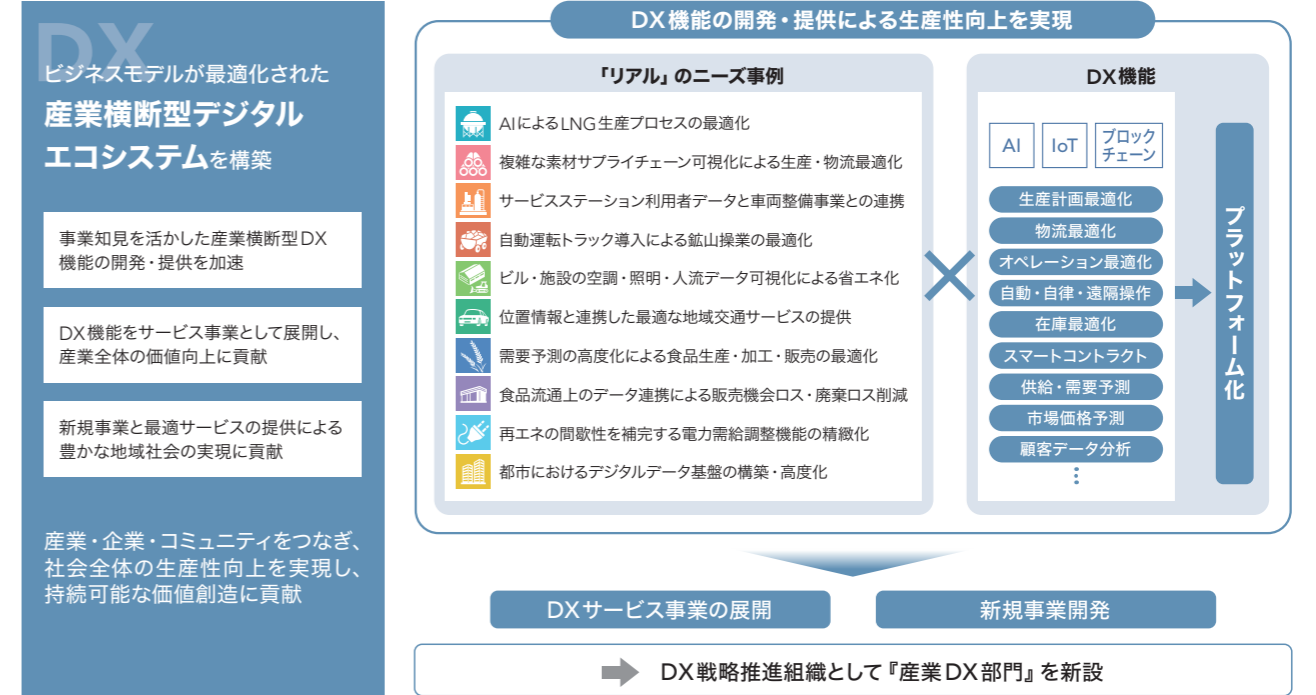 DX
ビジネスモデルが最適化された
産業横断型デジタル
エコシステムを構築
事業知見を活かした産業横断型DX
機能の開発・提供を加速
DX機能をサービス事業として展開し、
産業全体の価値向上に貢献
新規事業と最適サービスの提供による
豊かな地域社会の実現に貢献
産業・企業・コミュニティをつなぎ、
社会全体の生産性向上を実現し、
持続可能な価値創造に貢献
DX機能の開発・提供による生産性向上を実現
「リアル」のニーズ事例
AIによるLNG生産プロセスの最適化
複雑な素材サプライチェーン可視化による生産・物流最適化
サービスステーション利用者データと車両整備事業との連携
自動運転トラック導入による鉱山操業の最適化
ビル・施設の空調・照明・人流データ可視化による省エネ化
位置情報と連携した最適な地域交通サービスの提供
需要予測の高度化による食品生産・加工・販売の最適化
食品流通上のデータ連携による販売機会ロス・廃棄ロス削減
再エネの間歇性を補完する電力需給調整機能の精緻化
都市におけるデジタルデータ基盤の構築・高度化
DX機能
AI
IoT
ブロック
チェーン
生産計画最適化
物流最適化
オペレーション最適化
自動・自律・遠隔操作
在庫最適化
スマートコントラクト
供給・需要予測
市場価格予測
顧客データ分析
プラットフォーム化
DXサービス事業の展開
新規事業開発
DX戦略推進組織として『産業DX部門』を新設